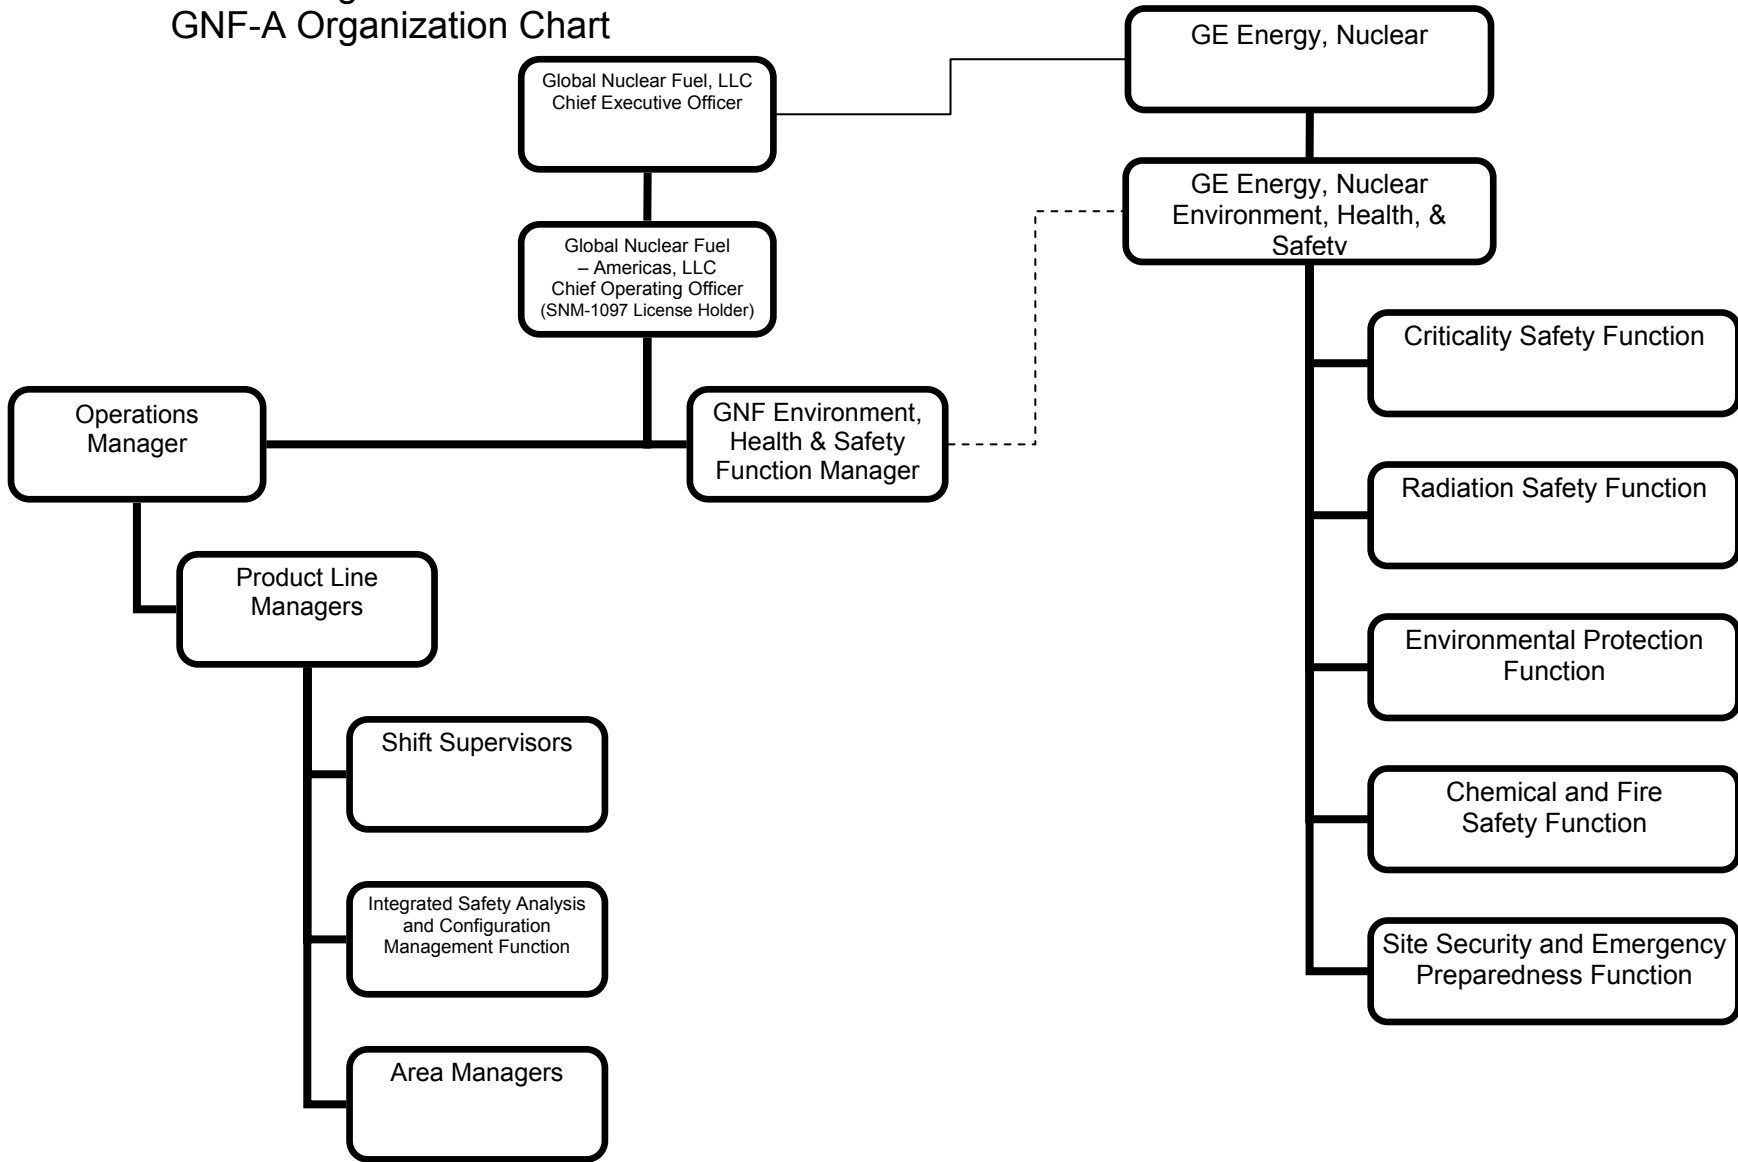 GNF-A Organization Chart
GE Energy, Nuclear
Global Nuclear Fuel, LLC
Chief Executive Officer
GE Energy, Nuclear
Environment, Health, &
Safety
Global Nuclear Fuel
– Americas, LLC
Chief Operating Officer
(SNM-1097 License Holder)
Criticality Safety Function
Operations
Manager
GNF Environment,
Health & Safety
Function Manager
Radiation Safety Function
Product Line
Managers
Environmental Protection
Function
Shift Supervisors
Chemical and Fire
Safety Function
Integrated Safety Analysis
and Configuration
Management Function
Site Security and Emergency
Preparedness Function
Area Managers